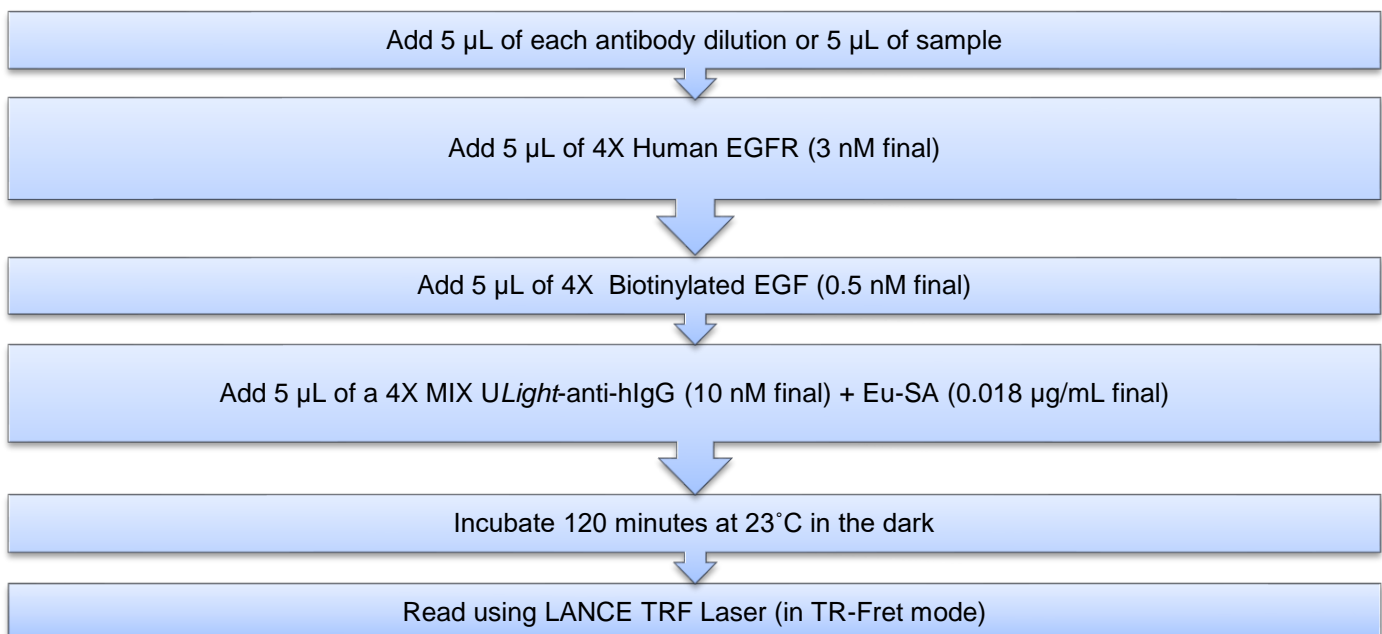 Add 5 µL of each antibody dilution or 5 µL of sample
Add 5 µL of 4X Human EGFR (3 nM final)
Add 5 µL of 4X  Biotinylated EGF (0.5 nM final)
Add 5 µL of a 4X MIX ULight-anti-hIgG (10 nM final) + Eu-SA (0.018 µg/mL final)
Incubate 120 minutes at 23˚C in the dark
Read using LANCE TRF Laser (in TR-Fret mode)